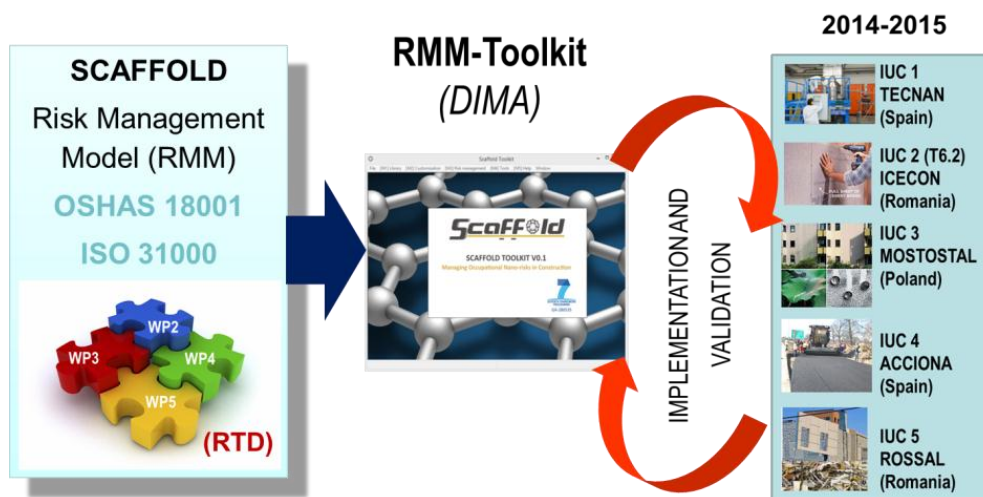 SCAFFOLD
Risk Management
Model (RMM)
OSHAS 18001
ISO 31000
WP2
WP3
WP4
WP5
(RTD)
RMM-Toolkit
(DIMA)
Scaffold Toolkit
Scaffold
SCAFFOLD TOOLKIT V0.1
Managing Occupational Nano-risks in Construction
IMPLEMENTATION AND
VALIDATION
2014-2015
IUC 1
TECNAN
(Spain)
IUC 2 (T6.2)
ICECON
(Romania)
IUC 3
MOSTOSTAL
(Poland)
IUC 4
ACCIONA
(Spain)
IUC 5
ROSSAL
(Romania)